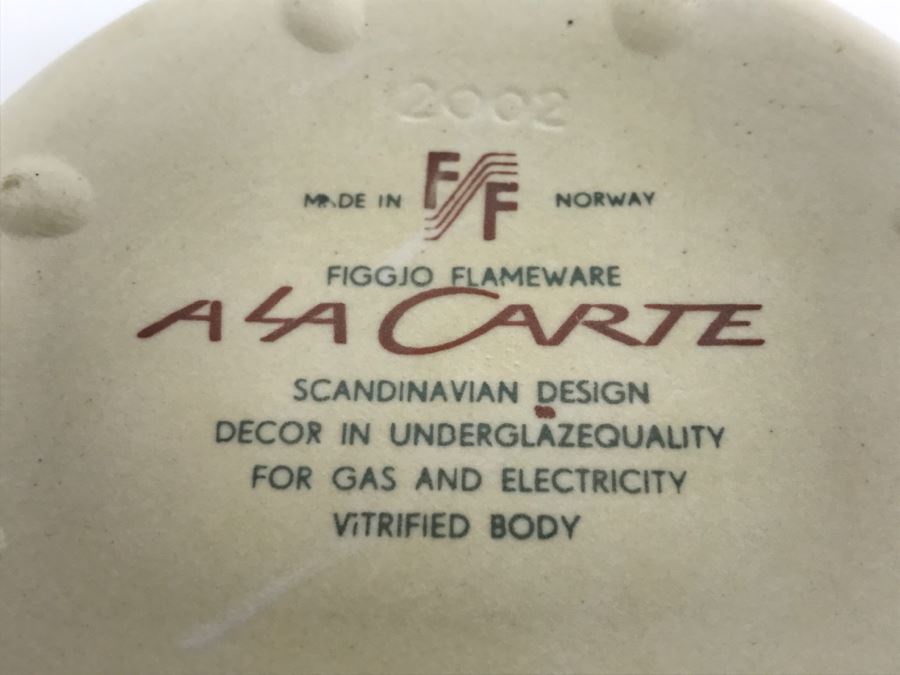 2002
MADE IN FF NORWAY
FIGGJO FLAMEWARE
A LA CARTE
SCANDINAVIAN DESIGN
DECOR IN UNDERGLAZEQUALITY
FOR GAS AND ELECTRICITY
ViTRIFIED BODY